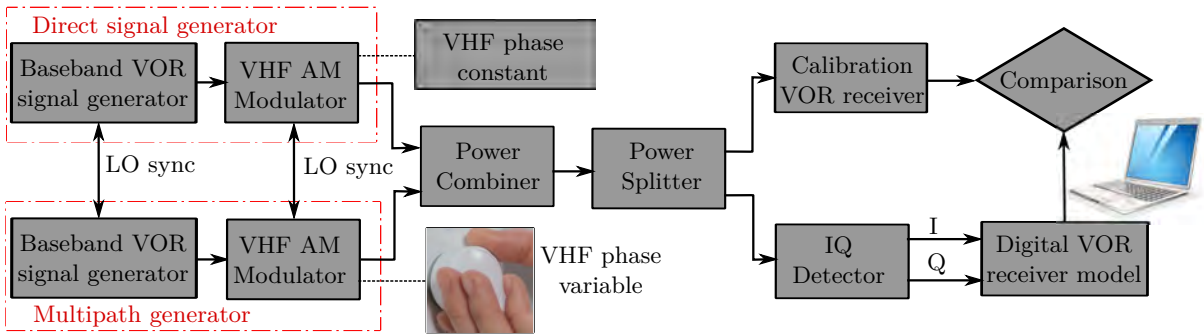 Direct signal generator
Baseband VOR
signal generator
VHF AM
Modulator
VHF phase
constant
LO sync
LO sync
Baseband VOR
signal generator
VHF AM
Modulator
Multipath generator
VHF phase
variable
Power
Combiner
Power
Splitter
Calibration
VOR receiver
Comparison
IQ
Detector
I
Q
Digital VOR
receiver model